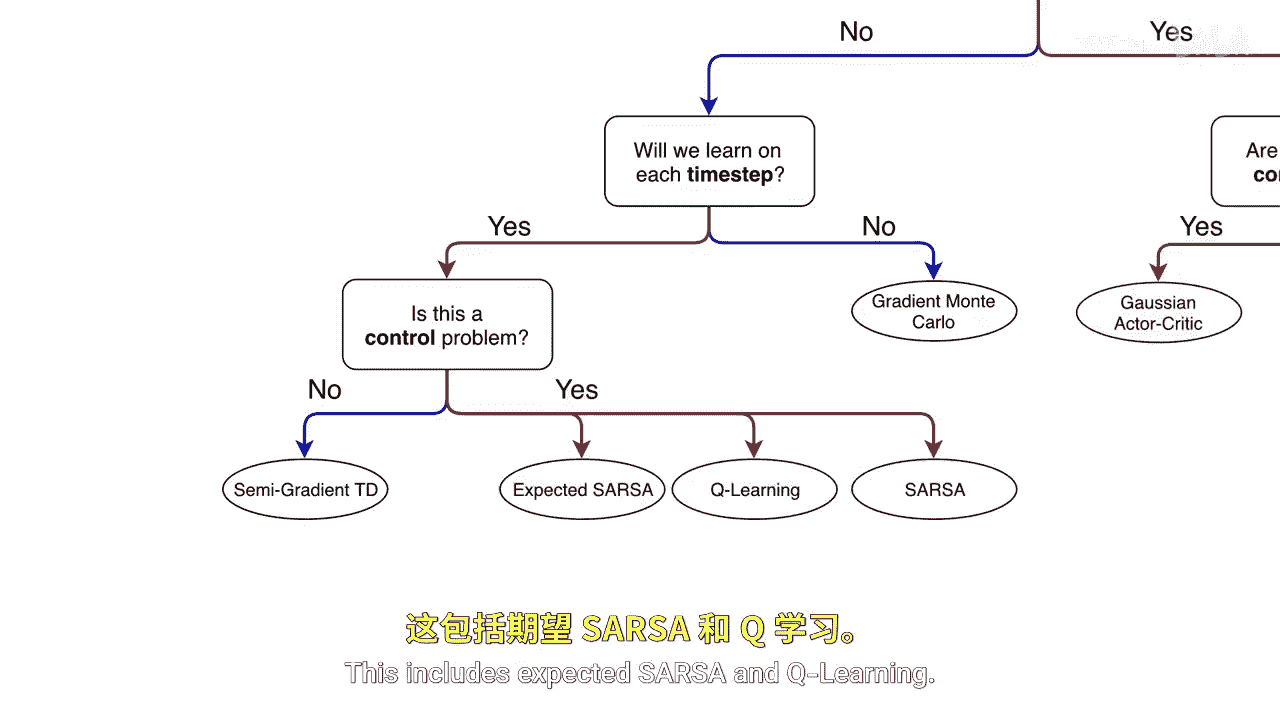 No
Yes
Will we learn on
each timestep?
Are
Yes
No
Yes
Is this a
control problem?
Gradient Monte
Carlo
Gaussian
Actor-Critic
No
Yes
Semi-Gradient TD
Expected SARSA
Q-Learning
SARSA
这包括期望 SARSA 和 Q 学习。
This includes expected SARSA and Q-Learning.